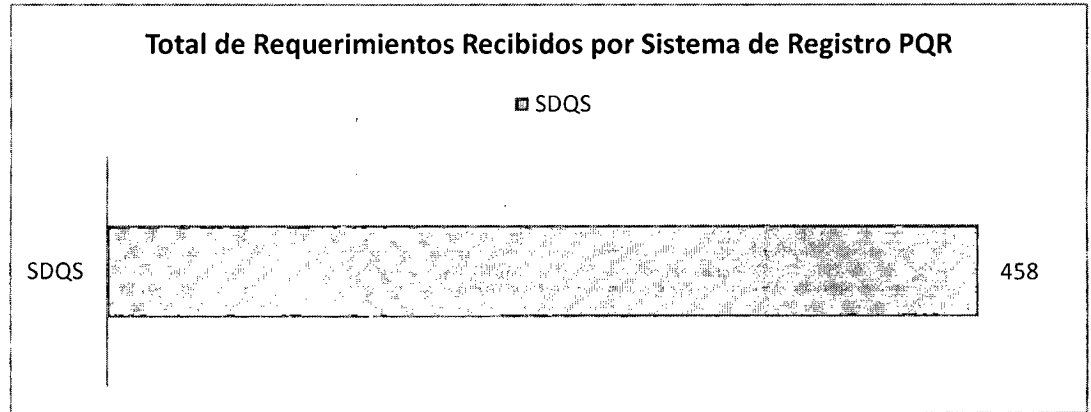 Total de Requerimientos Recibidos por Sistema de Registro PQR
SDQS
SDQS
458